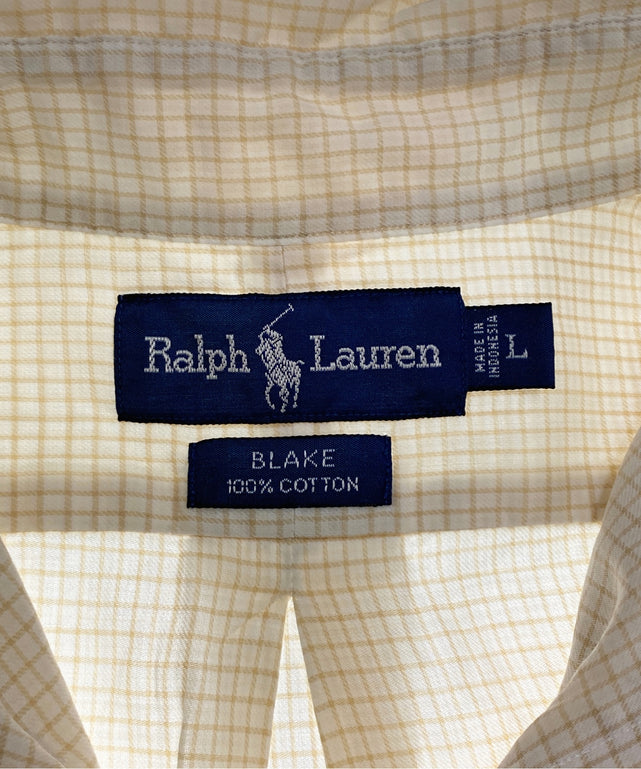 Ralph Lauren
MADE IN
INDONESIA
L
BLAKE
100% COTTON